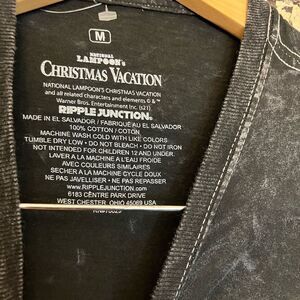 M
NATIONAL
LAMPOON'S
CHRISTMAS VACATION
NATIONAL LAMPOON'S CHRISTMAS VACATION
and all related characters and elements © & ™
Warner Bros. Entertainment Inc. (s21)
RIPPLE JUNCTION.
MADE IN EL SALVADOR / FABRIQUÉ AU EL SALVADOR
100% COTTON / COTON
MACHINE WASH COLD WITH LIKE COLORS
TUMBLE DRY LOW - DO NOT BLEACH - DO NOT IRON
NOT INTENDED FOR CHILDREN 12 AND UNDER.
LAVER A LA MACHINE A L'EAU FROIDE
AVEC COULEURS SIMILAIRES
SECHER A LA MACHINE CYCLE DOUX
NE PAS JAVELLISER - NE PAS REPASSER
www.RIPPLEJUNCTION.com
6183 CENTRE PARK DRIVE
WEST CHESTER, OHIO 45069 USA